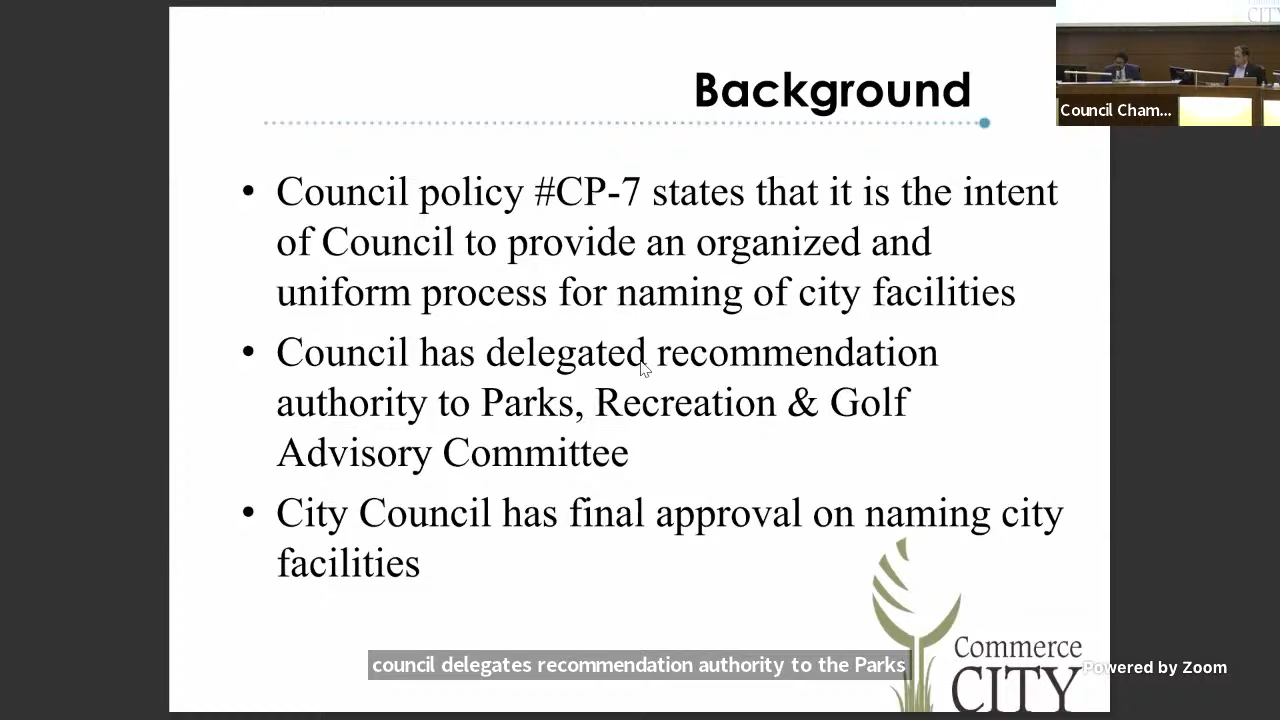 Background
CITY
Council Cham...
• Council policy #CP-7 states that it is the intent
of Council to provide an organized and
uniform process for naming of city facilities
• Council has delegated recommendation
authority to Parks, Recreation & Golf
Advisory Committee
• City Council has final approval on naming city
facilities
council delegates recommendation authority to the Parks
Commerce
CITY
Powered by Zoom